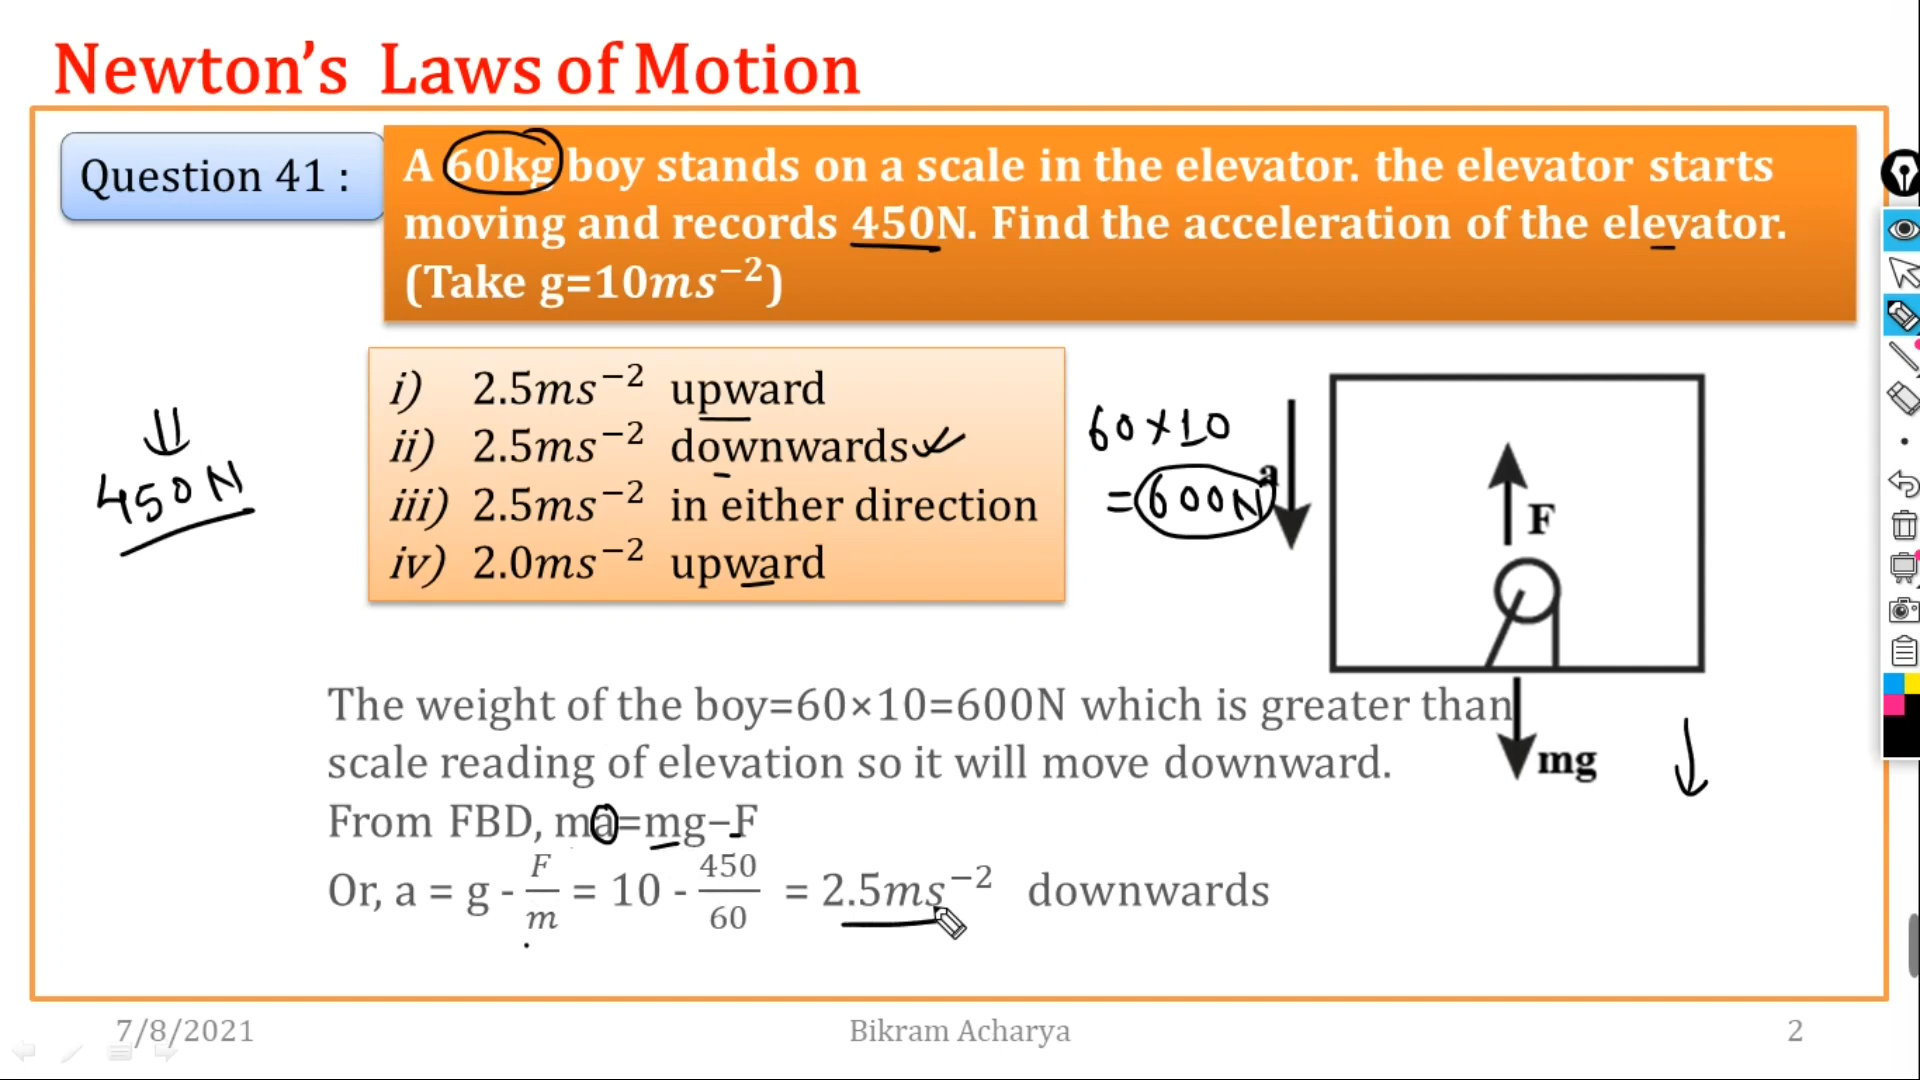 Newton’s Laws of Motion
Question 41 :
A 60kg boy stands on a scale in the elevator. the elevator starts
moving and records 450N. Find the acceleration of the elevator.
(Take g=10ms⁻²)
i) 2.5ms⁻² upward
ii) 2.5ms⁻² downwards
iii) 2.5ms⁻² in either direction
iv) 2.0ms⁻² upward
450N
60×10
=600N
a
F
mg
The weight of the boy=60×10=600N which is greater than
scale reading of elevation so it will move downward.
From FBD, ma=mg−F
Or, a = g - F/m = 10 - 450/60 = 2.5ms⁻² downwards
7/8/2021
Bikram Acharya
2